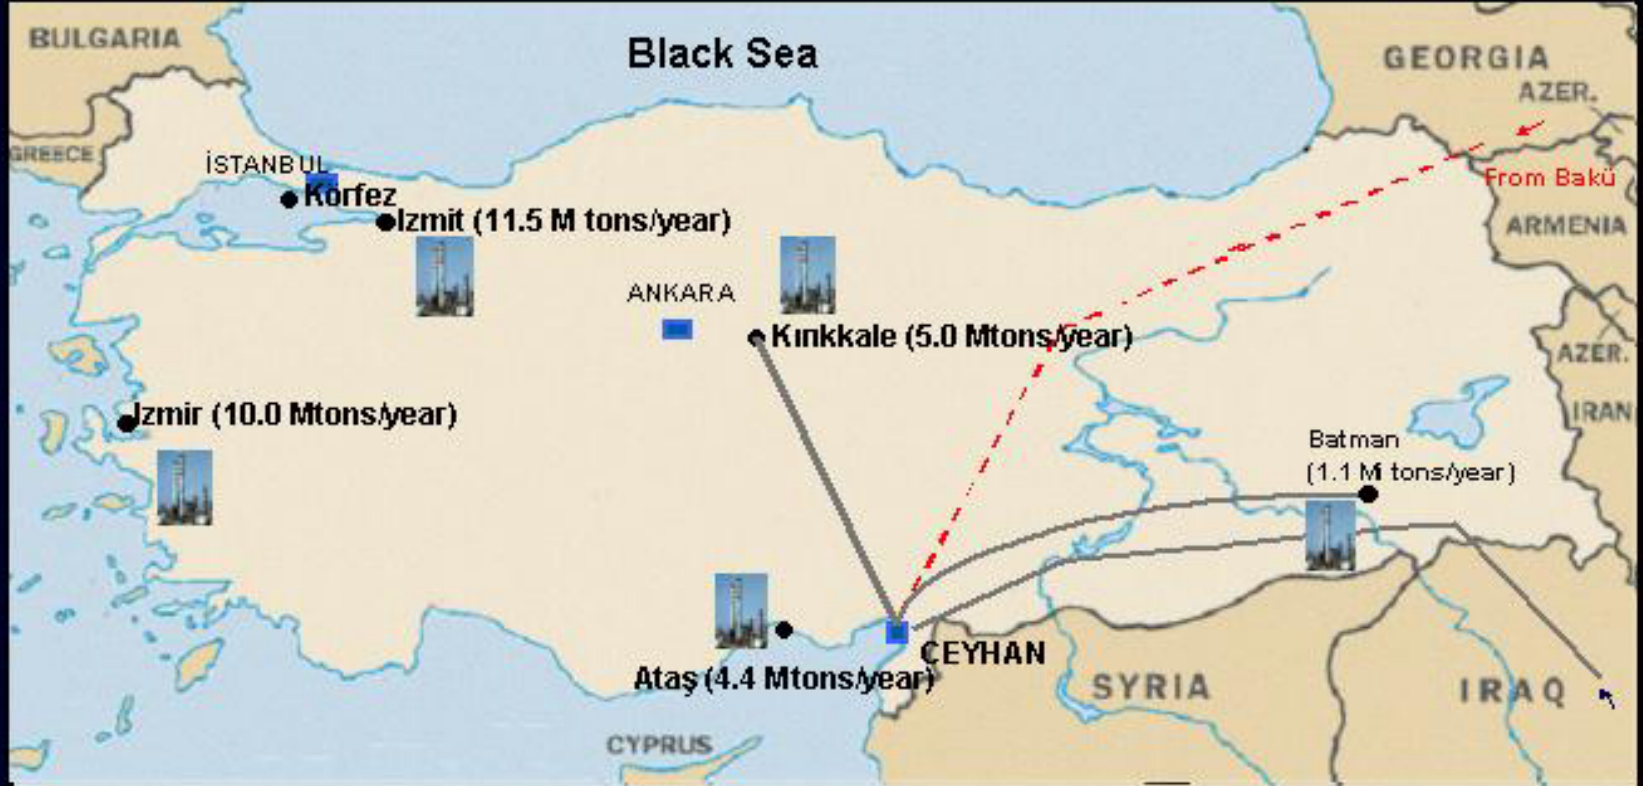 BULGARIA
Black Sea
GEORGIA
AZER.
GREECE
İSTANBUL
Körfez
From Bakü
Izmit (11.5 M tons/year)
ARMENIA
ANKARA
Kırıkkale (5.0 Mtons/year)
AZER.
Izmir (10.0 Mtons/year)
IRAN
Batman
(1.1 M tons/year)
CEYHAN
Ataş (4.4 Mtons/year)
SYRIA
IRAQ
CYPRUS